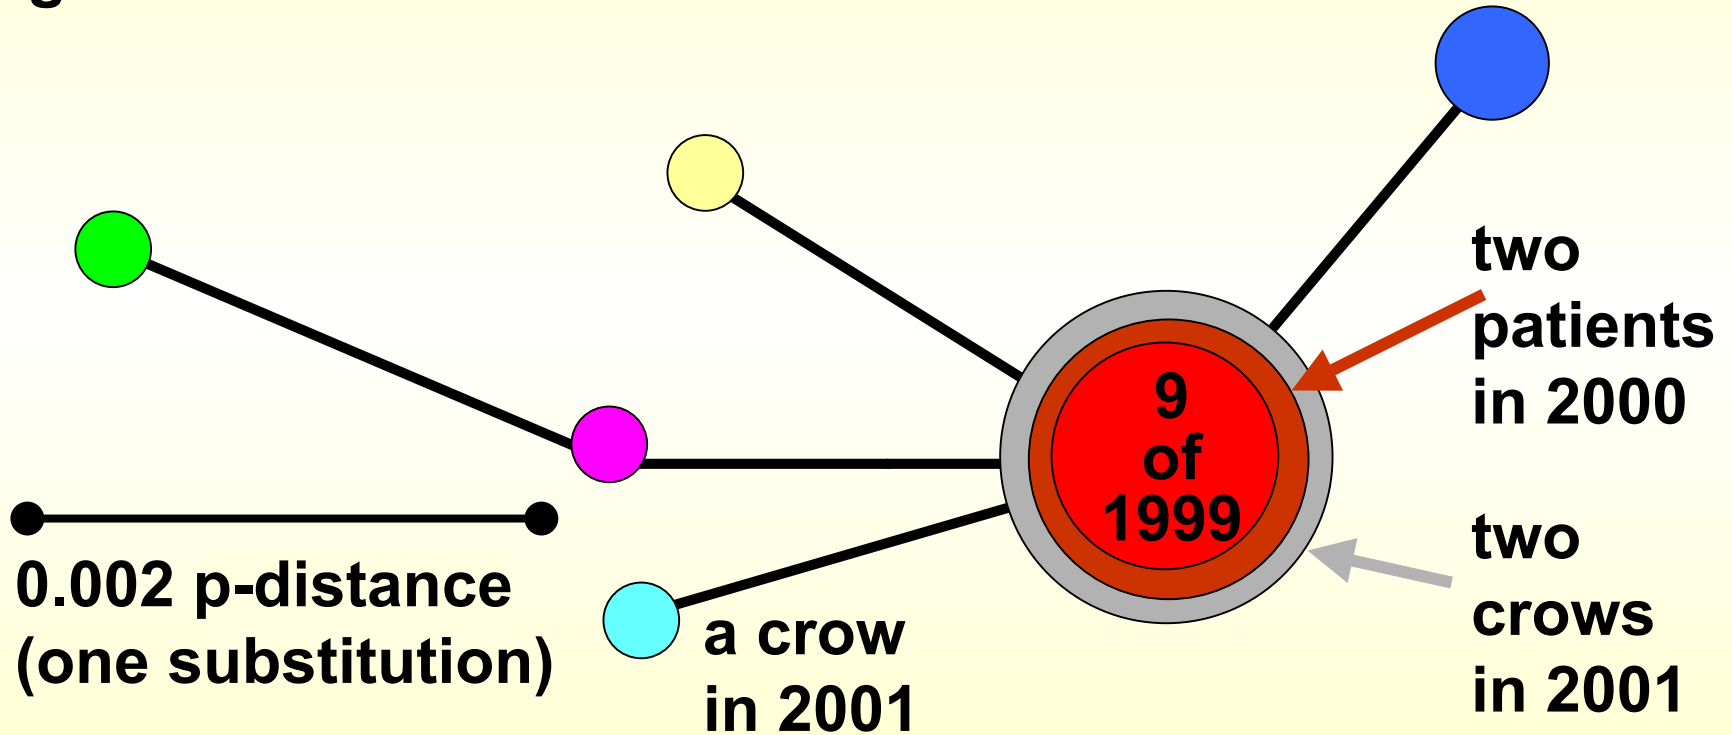 two
patients
in 2000
9
of
1999
0.002 p-distance
(one substitution)
a crow
in 2001
two
crows
in 2001